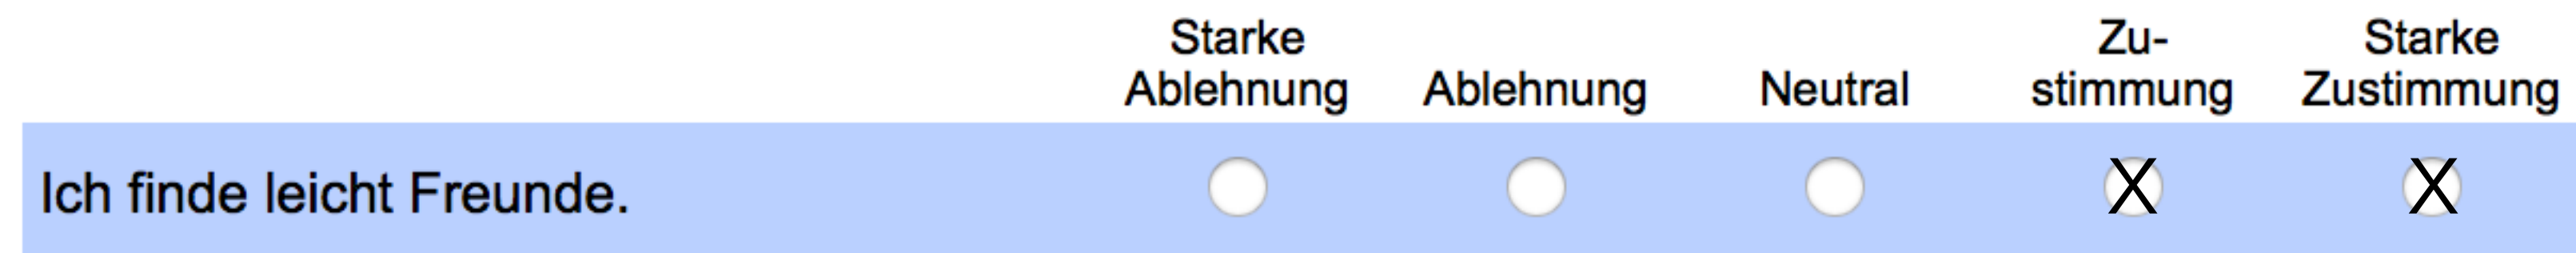 Starke Ablehnung
Ablehnung
Neutral
Zu-
stimmung
Starke Zustimmung
Ich finde leicht Freunde.
X
X